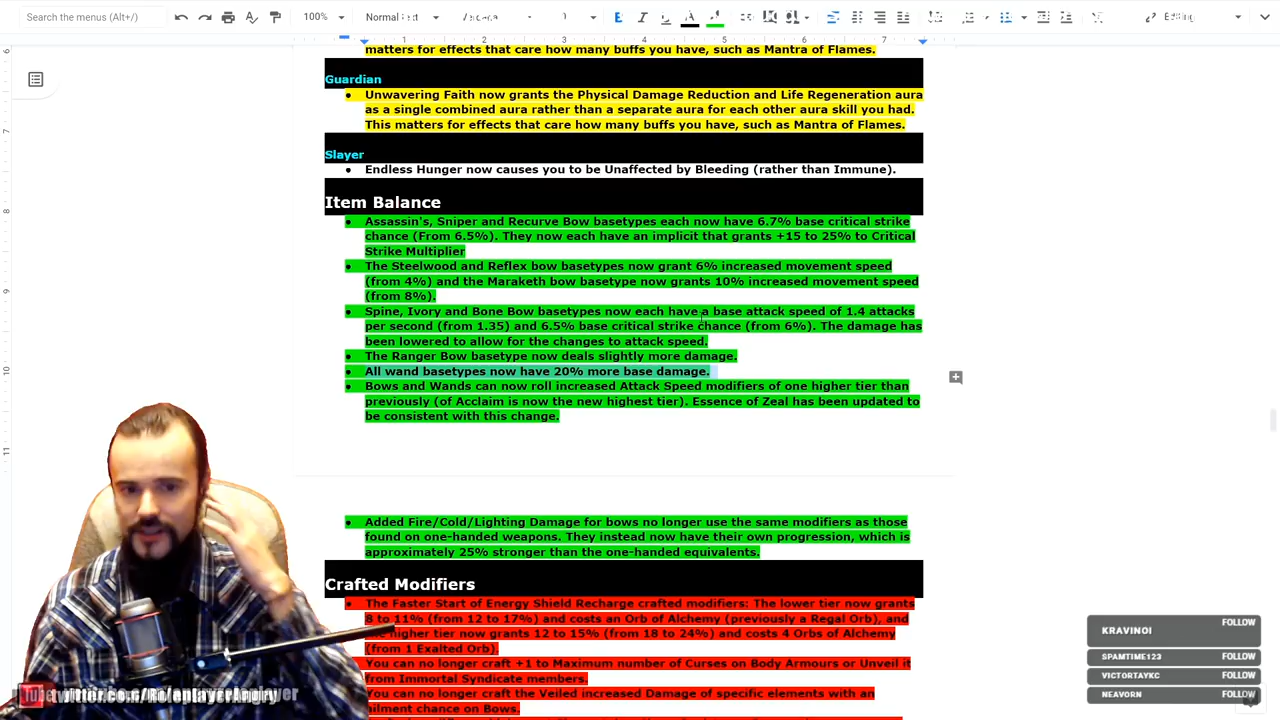 Search the menus (Alt+/)
100%
Normal text
B I U A
Editing
1 2 3 4 5 6 7
matters for effects that care how many buffs you have, such as Mantra of Flames.
Guardian
Unwavering Faith now grants the Physical Damage Reduction and Life Regeneration aura
as a single combined aura rather than a separate aura for each other aura skill you had.
This matters for effects that care how many buffs you have, such as Mantra of Flames.
Slayer
Endless Hunger now causes you to be Unaffected by Bleeding (rather than Immune).
Item Balance
Assassin's, Sniper and Recurve Bow basetypes each now have 6.7% base critical strike
chance (From 6.5%). They now each have an implicit that grants +15 to 25% to Critical
Strike Multiplier
The Steelwood and Reflex bow basetypes now grant 6% increased movement speed
(from 4%) and the Maraketh bow basetype now grants 10% increased movement speed
(from 8%).
Spine, Ivory and Bone Bow basetypes now each have a base attack speed of 1.4 attacks
per second (from 1.35) and 6.5% base critical strike chance (from 6%). The damage has
been lowered to allow for the changes to attack speed.
The Ranger Bow basetype now deals slightly more damage.
All wand basetypes now have 20% more base damage.
Bows and Wands can now roll increased Attack Speed modifiers of one higher tier than
previously (of Acclaim is now the new highest tier). Essence of Zeal has been updated to
be consistent with this change.
Added Fire/Cold/Lighting Damage for bows no longer use the same modifiers as those
found on one-handed weapons. They instead now have their own progression, which is
approximately 25% stronger than the one-handed equivalents.
Crafted Modifiers
The Faster Start of Energy Shield Recharge crafted modifiers: The lower tier now grants
8 to 11% (from 12 to 17%) and costs an Orb of Alchemy (previously a Regal Orb), and
higher tier now grants 12 to 15% (from 18 to 24%) and costs 4 Orbs of Alchemy
(from 1 Exalted Orb).
You can no longer craft +1 to Maximum number of Curses on Body Armours or Unveil it
from Immortal Syndicate members.
You can no longer craft the Veiled increased Damage of specific elements with an
ailment chance on Bows.
KRAVINOI FOLLOW
SPAMTIME123 FOLLOW
VICTORTAYKC FOLLOW
NEAVORN FOLLOW